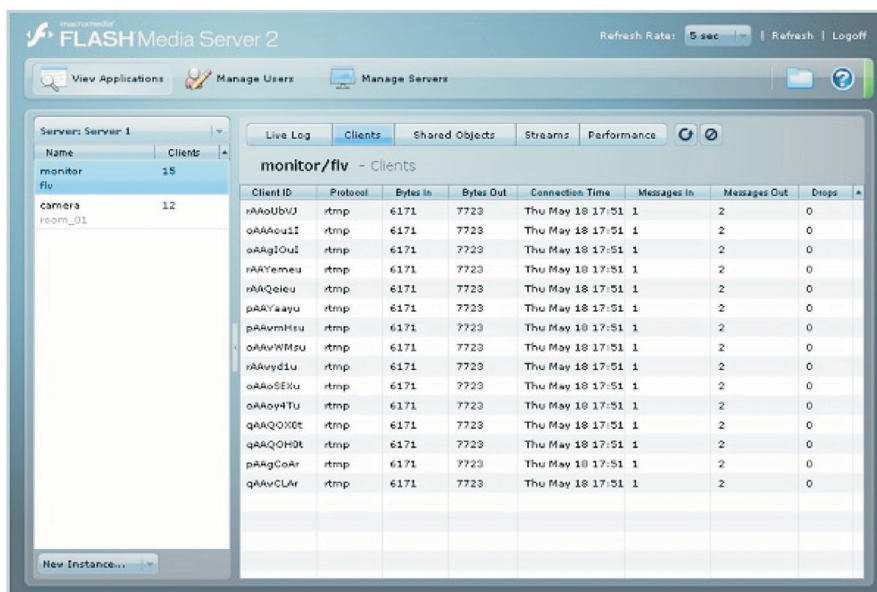 macromedia
FLASH Media Server 2
Refresh Rate: 5 sec | Refresh | Logoff
View Applications Manage Users Manage Servers
Server: Server 1
Name Clients
monitor 15
flv
camera 12
room_01
New Instance...
Live Log Clients Shared Objects Streams Performance
monitor/flv - Clients
Client ID Protocol Bytes In Bytes Out Connection Time Messages In Messages Out Drops
rAAoUbVJ rtmp 6171 7723 Thu May 18 17:51 1 2 0
oAAAou1I rtmp 6171 7723 Thu May 18 17:51 1 2 0
oAAgIOuI rtmp 6171 7723 Thu May 18 17:51 1 2 0
rAAYemeu rtmp 6171 7723 Thu May 18 17:51 1 2 0
rAAQeieu rtmp 6171 7723 Thu May 18 17:51 1 2 0
pAAYaayu rtmp 6171 7723 Thu May 18 17:51 1 2 0
pAAvmHsu rtmp 6171 7723 Thu May 18 17:51 1 2 0
oAAvWMsu rtmp 6171 7723 Thu May 18 17:51 1 2 0
rAAvyd1u rtmp 6171 7723 Thu May 18 17:51 1 2 0
oAAoSEXu rtmp 6171 7723 Thu May 18 17:51 1 2 0
oAAoy4Tu rtmp 6171 7723 Thu May 18 17:51 1 2 0
qAAQOX0t rtmp 6171 7723 Thu May 18 17:51 1 2 0
qAAQOH0t rtmp 6171 7723 Thu May 18 17:51 1 2 0
pAAgCoAr rtmp 6171 7723 Thu May 18 17:51 1 2 0
qAAvCLAr rtmp 6171 7723 Thu May 18 17:51 1 2 0